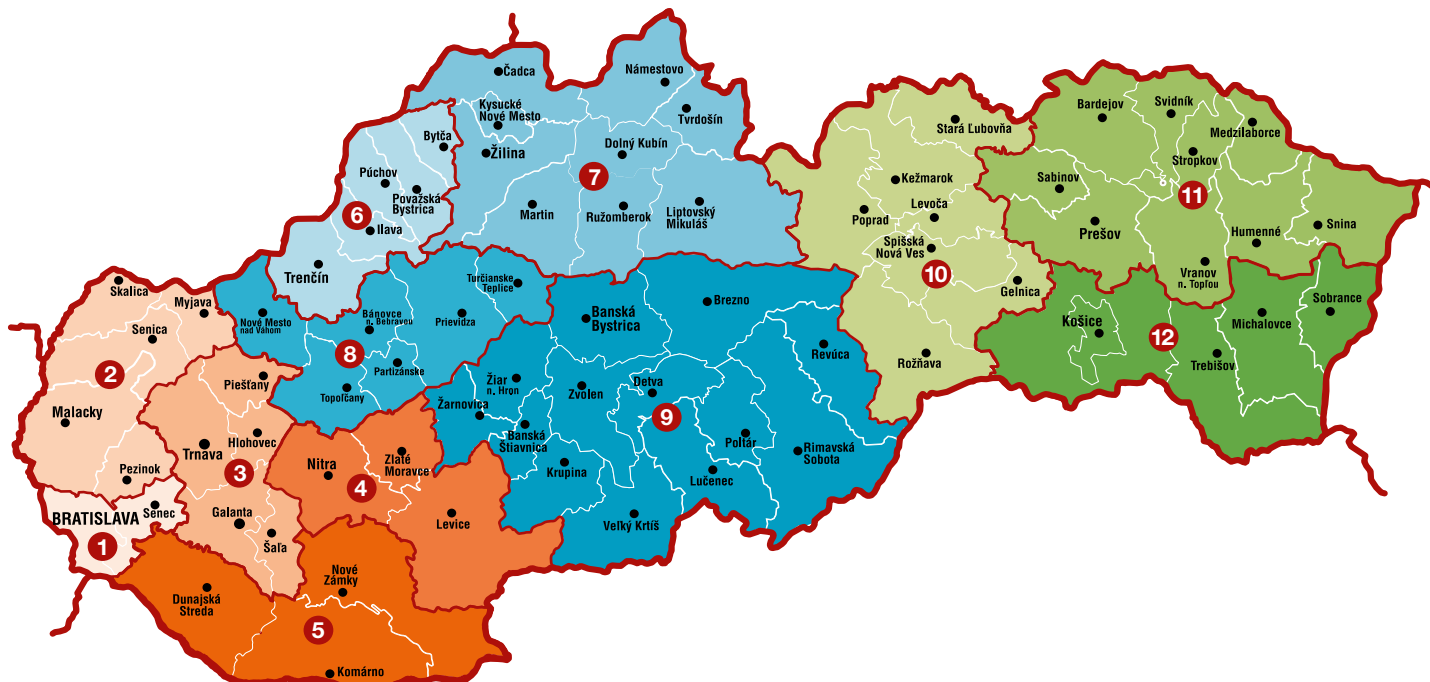 Čadca
Námestovo
Kysucké
Nové Mesto
Tvrdošín
Bytča
Žilina
Dolný Kubín
7
Púchov
Považská
Bystrica
6
Ilava
Martin
Ružomberok
Liptovský
Mikuláš
Trenčín
Stará Ľubovňa
Kežmarok
Levoča
Poprad
Spišská
Nová Ves
10
Gelnica
Rožňava
Bardejov
Svidník
Medzilaborce
Stropkov
Sabinov
11
Prešov
Humenné
Snina
Vranov
n. Topľou
Košice
12
Trebišov
Michalovce
Sobrance
Skalica
Myjava
Senica
2
Malacky
Pezinok
Nové Mesto
nad Váhom
Bánovce
n. Bebravou
Prievidza
Turčianske
Teplice
8
Partizánske
Topoľčany
Banská
Bystrica
Brezno
Revúca
Žiar
n. Hron
Zvolen
Detva
9
Žarnovica
Banská
Štiavnica
Poltár
Rimavská
Sobota
Krupina
Lučenec
Veľký Krtíš
Piešťany
Hlohovec
Trnava
3
Galanta
Šaľa
Nitra
Zlaté
Moravce
4
Levice
BRATISLAVA
Senec
1
Dunajská
Streda
Nové
Zámky
5
Komárno